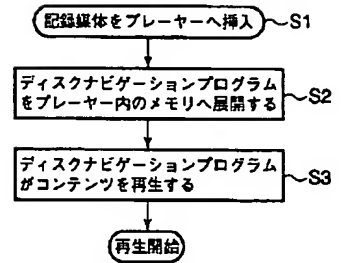 記録媒体をプレーヤーへ挿入
S1
ディスクナビゲーションプログラム
をプレーヤー内のメモリへ展開する
S2
ディスクナビゲーションプログラム
がコンテンツを再生する
S3
再生開始